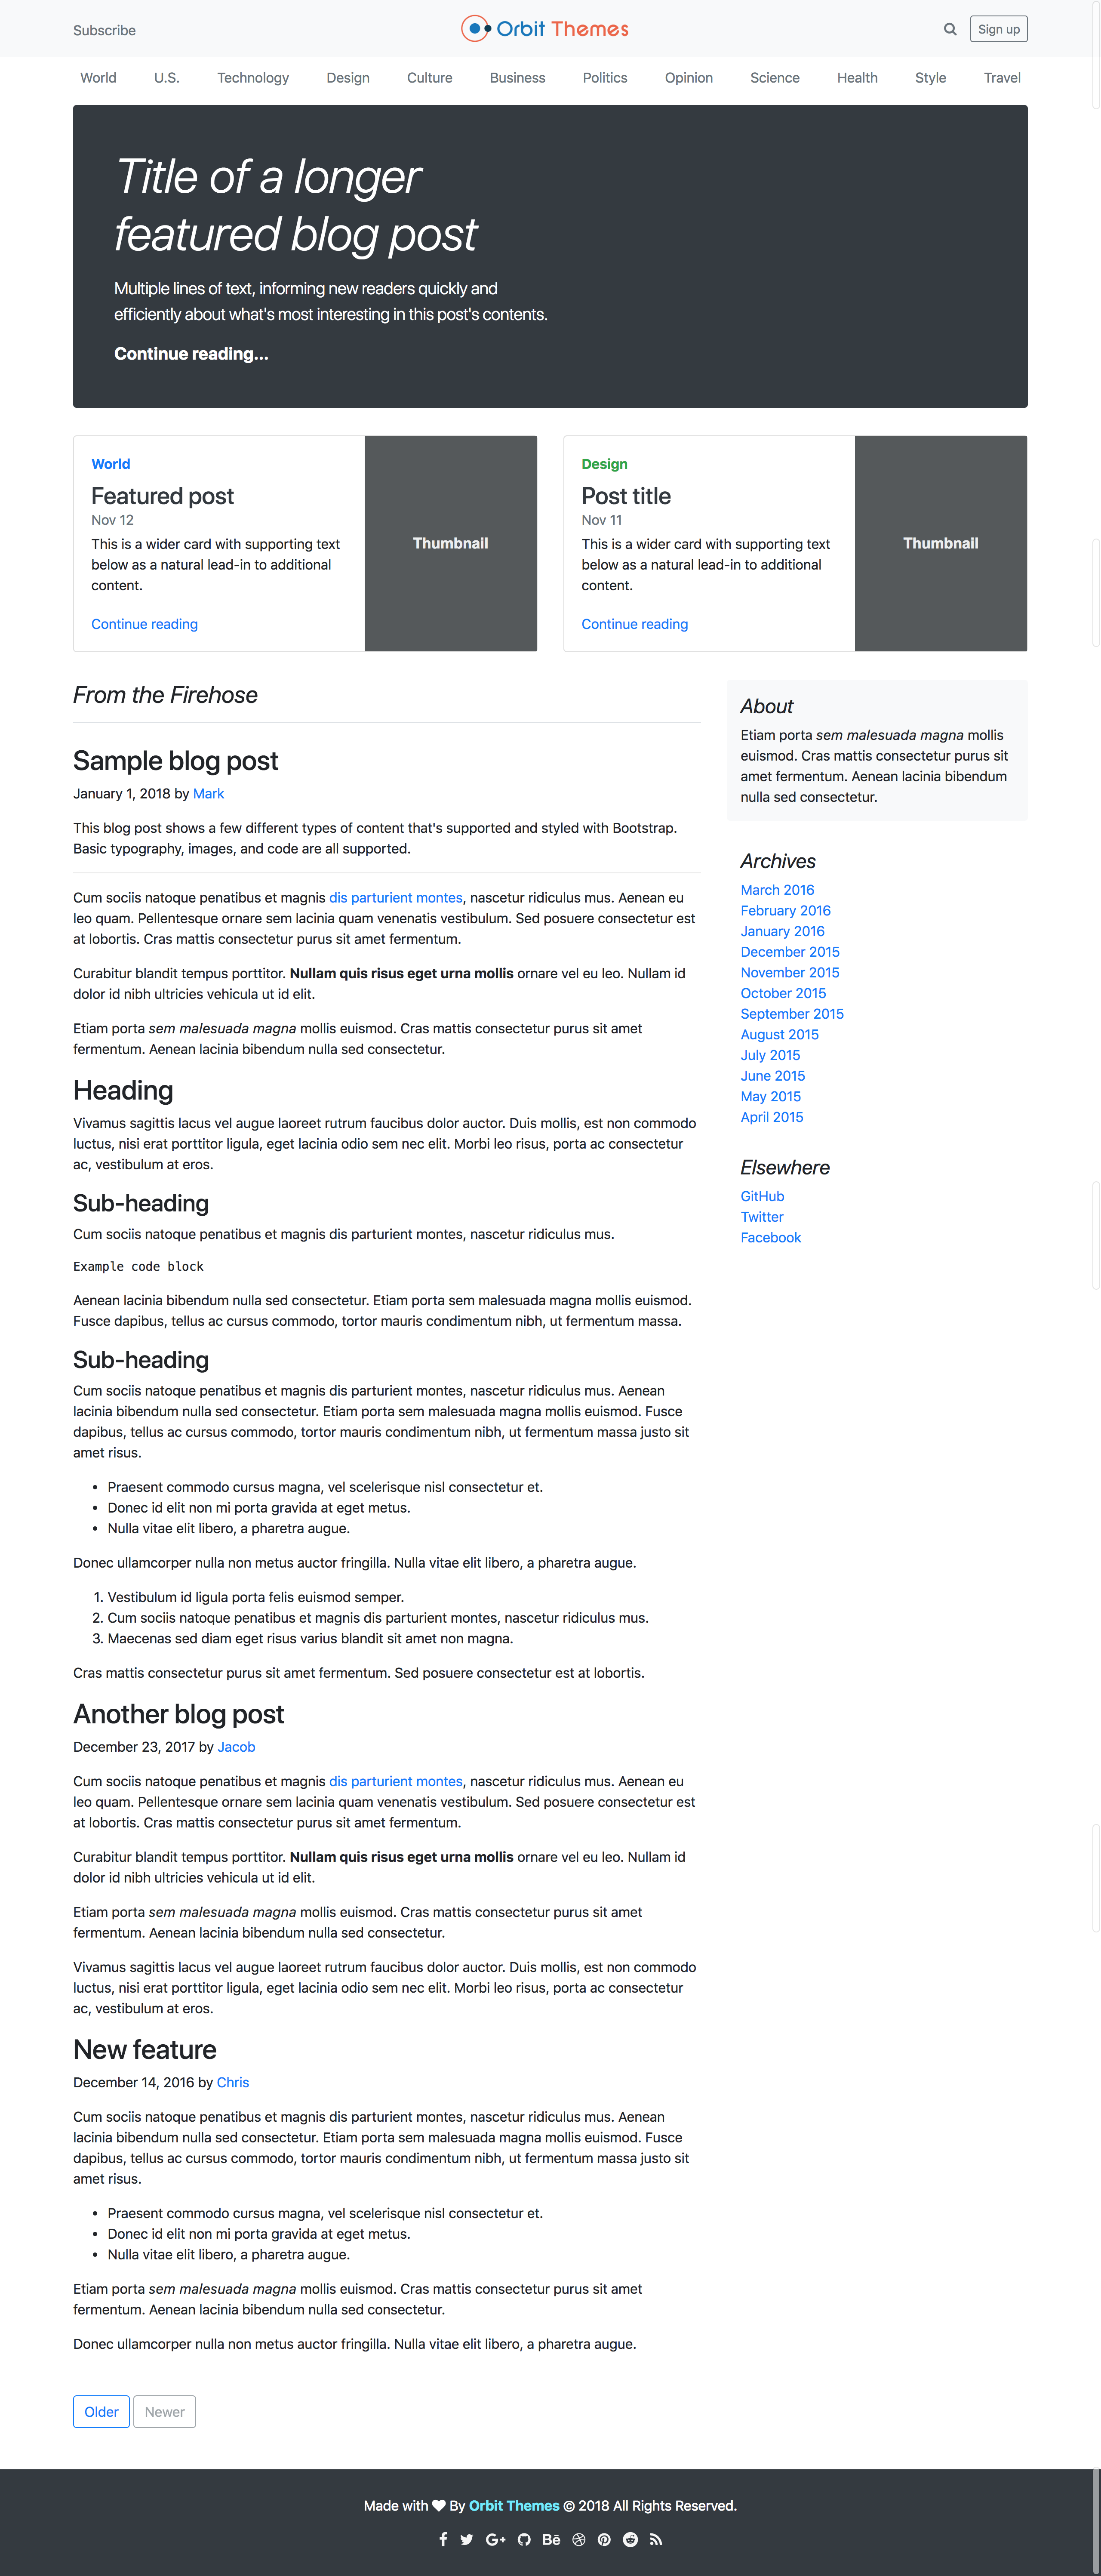 Subscribe
Orbit Themes
Sign up
World U.S. Technology Design Culture Business Politics Opinion Science Health Style Travel
Title of a longer
featured blog post
Multiple lines of text, informing new readers quickly and
efficiently about what's most interesting in this post's contents.
Continue reading...
World
Featured post
Nov 12
This is a wider card with supporting text
below as a natural lead-in to additional
content.
Continue reading
Thumbnail
Design
Post title
Nov 11
This is a wider card with supporting text
below as a natural lead-in to additional
content.
Continue reading
Thumbnail
From the Firehose
Sample blog post
January 1, 2018 by Mark
This blog post shows a few different types of content that's supported and styled with Bootstrap.
Basic typography, images, and code are all supported.
Cum sociis natoque penatibus et magnis dis parturient montes, nascetur ridiculus mus. Aenean eu
leo quam. Pellentesque ornare sem lacinia quam venenatis vestibulum. Sed posuere consectetur est
at lobortis. Cras mattis consectetur purus sit amet fermentum.
Curabitur blandit tempus porttitor. Nullam quis risus eget urna mollis ornare vel eu leo. Nullam id
dolor id nibh ultricies vehicula ut id elit.
Etiam porta sem malesuada magna mollis euismod. Cras mattis consectetur purus sit amet
fermentum. Aenean lacinia bibendum nulla sed consectetur.
Heading
Vivamus sagittis lacus vel augue laoreet rutrum faucibus dolor auctor. Duis mollis, est non commodo
luctus, nisi erat porttitor ligula, eget lacinia odio sem nec elit. Morbi leo risus, porta ac consectetur
ac, vestibulum at eros.
Sub-heading
Cum sociis natoque penatibus et magnis dis parturient montes, nascetur ridiculus mus.
Example code block
Aenean lacinia bibendum nulla sed consectetur. Etiam porta sem malesuada magna mollis euismod.
Fusce dapibus, tellus ac cursus commodo, tortor mauris condimentum nibh, ut fermentum massa.
Sub-heading
Cum sociis natoque penatibus et magnis dis parturient montes, nascetur ridiculus mus. Aenean
lacinia bibendum nulla sed consectetur. Etiam porta sem malesuada magna mollis euismod. Fusce
dapibus, tellus ac cursus commodo, tortor mauris condimentum nibh, ut fermentum massa justo sit
amet risus.
• Praesent commodo cursus magna, vel scelerisque nisl consectetur et.
• Donec id elit non mi porta gravida at eget metus.
• Nulla vitae elit libero, a pharetra augue.
Donec ullamcorper nulla non metus auctor fringilla. Nulla vitae elit libero, a pharetra augue.
1. Vestibulum id ligula porta felis euismod semper.
2. Cum sociis natoque penatibus et magnis dis parturient montes, nascetur ridiculus mus.
3. Maecenas sed diam eget risus varius blandit sit amet non magna.
Cras mattis consectetur purus sit amet fermentum. Sed posuere consectetur est at lobortis.
Another blog post
December 23, 2017 by Jacob
Cum sociis natoque penatibus et magnis dis parturient montes, nascetur ridiculus mus. Aenean eu
leo quam. Pellentesque ornare sem lacinia quam venenatis vestibulum. Sed posuere consectetur est
at lobortis. Cras mattis consectetur purus sit amet fermentum.
Curabitur blandit tempus porttitor. Nullam quis risus eget urna mollis ornare vel eu leo. Nullam id
dolor id nibh ultricies vehicula ut id elit.
Etiam porta sem malesuada magna mollis euismod. Cras mattis consectetur purus sit amet
fermentum. Aenean lacinia bibendum nulla sed consectetur.
Vivamus sagittis lacus vel augue laoreet rutrum faucibus dolor auctor. Duis mollis, est non commodo
luctus, nisi erat porttitor ligula, eget lacinia odio sem nec elit. Morbi leo risus, porta ac consectetur
ac, vestibulum at eros.
New feature
December 14, 2016 by Chris
Cum sociis natoque penatibus et magnis dis parturient montes, nascetur ridiculus mus. Aenean
lacinia bibendum nulla sed consectetur. Etiam porta sem malesuada magna mollis euismod. Fusce
dapibus, tellus ac cursus commodo, tortor mauris condimentum nibh, ut fermentum massa justo sit
amet risus.
• Praesent commodo cursus magna, vel scelerisque nisl consectetur et.
• Donec id elit non mi porta gravida at eget metus.
• Nulla vitae elit libero, a pharetra augue.
Etiam porta sem malesuada magna mollis euismod. Cras mattis consectetur purus sit amet
fermentum. Aenean lacinia bibendum nulla sed consectetur.
Donec ullamcorper nulla non metus auctor fringilla. Nulla vitae elit libero, a pharetra augue.
Older Newer
About
Etiam porta sem malesuada magna mollis
euismod. Cras mattis consectetur purus sit
amet fermentum. Aenean lacinia bibendum
nulla sed consectetur.
Archives
March 2016
February 2016
January 2016
December 2015
November 2015
October 2015
September 2015
August 2015
July 2015
June 2015
May 2015
April 2015
Elsewhere
GitHub
Twitter
Facebook
Made with ♥ By Orbit Themes © 2018 All Rights Reserved.
G+ Bē